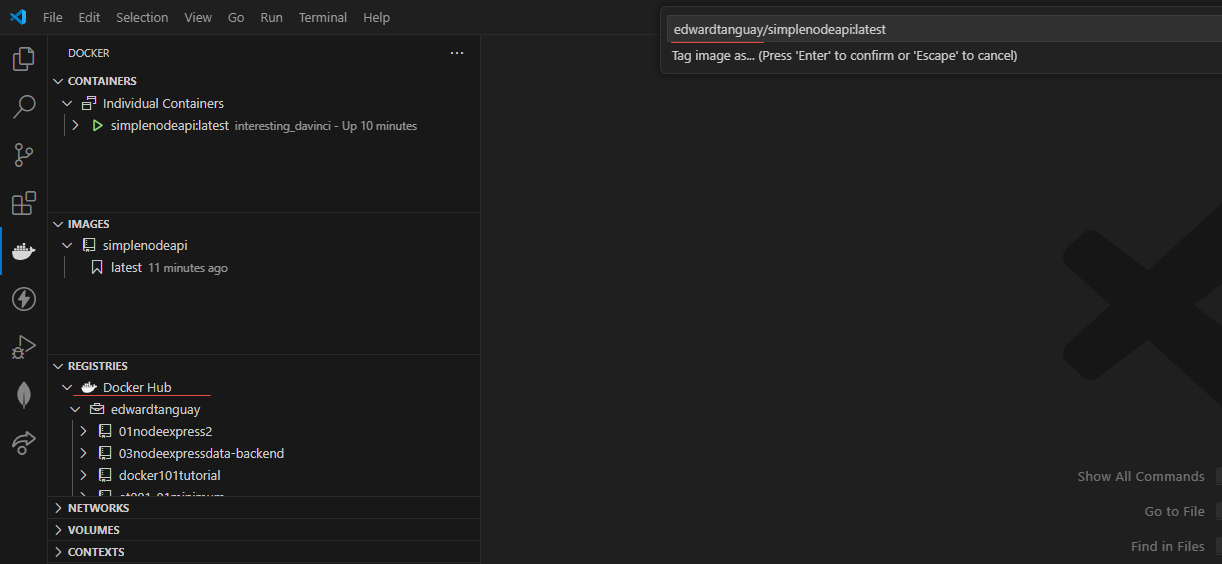 File Edit Selection View Go Run Terminal Help
edwardtanguay/simplenodeapi:latest
Tag image as... (Press 'Enter' to confirm or 'Escape' to cancel)
DOCKER
CONTAINERS
Individual Containers
simplenodeapi:latest interesting_davinci - Up 10 minutes
IMAGES
simplenodeapi
latest 11 minutes ago
REGISTRIES
Docker Hub
edwardtanguay
01nodeexpress2
03nodeexpressdata-backend
docker101tutorial
NETWORKS
VOLUMES
CONTEXTS
Show All Commands
Go to File
Find in Files